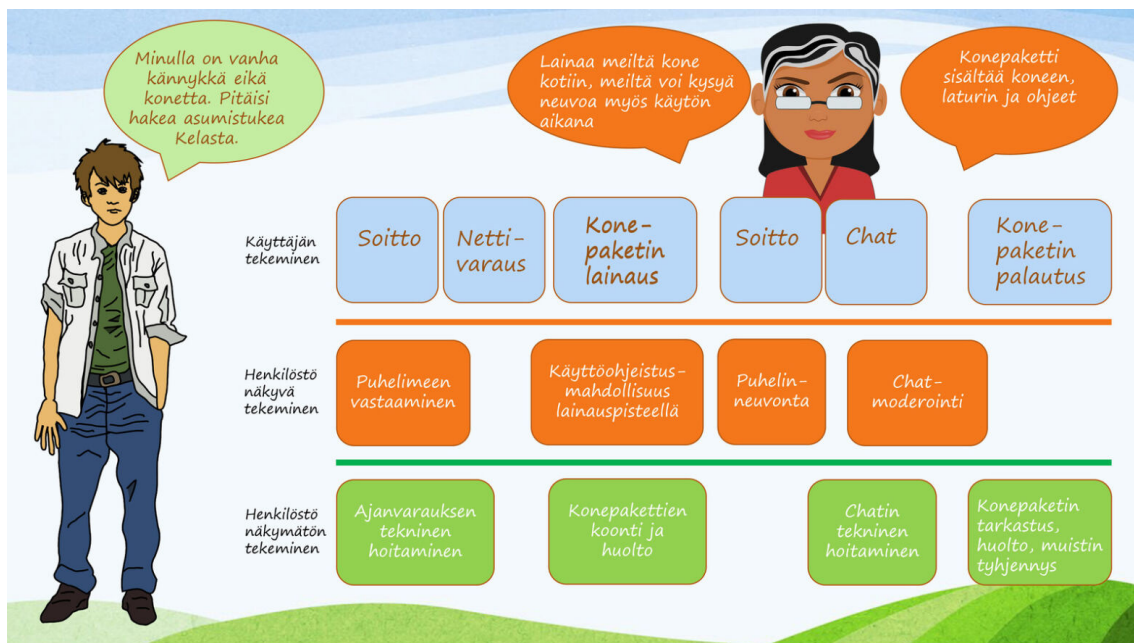 Minulla on vanha
kännykkä eikä
konetta. Pitäisi
hakea asumistukea
Kelasta.
Lainaa meiltä kone
kotiin, meiltä voi kysyä
neuvoa myös käytön
aikana
Konepaketti
sisältää koneen,
laturin ja ohjeet
Käyttäjän
tekeminen
Soitto
Netti-
varaus
Kone-
paketin
lainaus
Soitto
Chat
Kone-
paketin
palautus
Henkilöstö
näkyvä
tekeminen
Puhelimeen
vastaaminen
Käyttöohjeistus-
mahdollisuus
lainauspisteellä
Puhelin-
neuvonta
Chat-
moderointi
Henkilöstö
näkymätön
tekeminen
Ajanvarauksen
tekninen
hoitaminen
Konepakettien
koonti ja
huolto
Chatin
tekninen
hoitaminen
Konepaketin
tarkastus,
huolto, muistin
tyhjennys